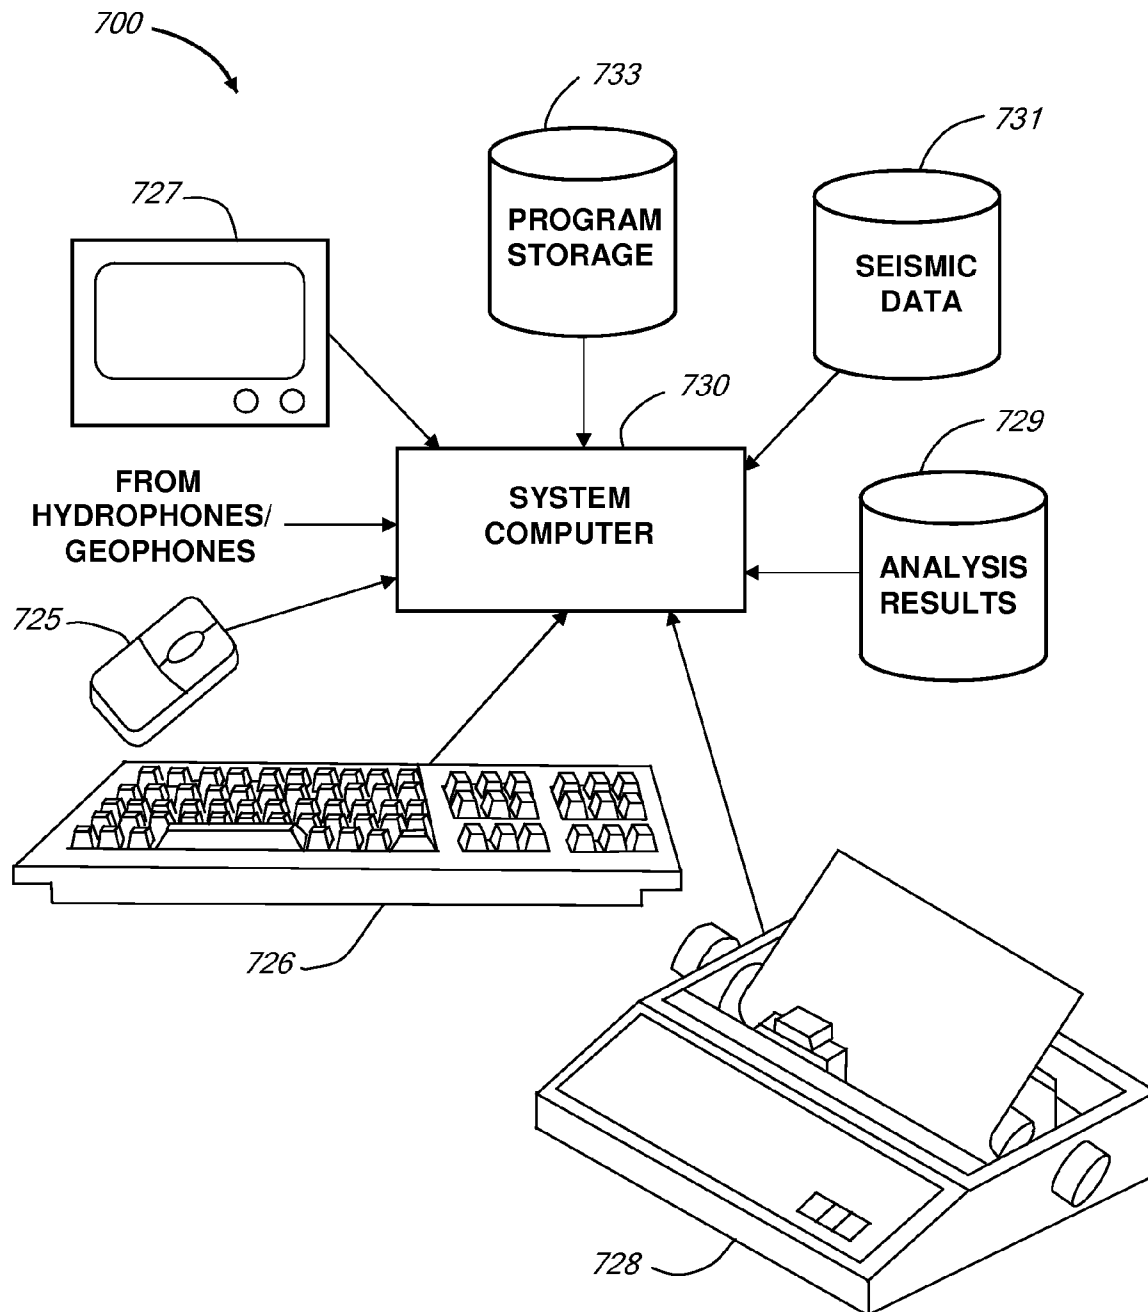 700
733
731
727
PROGRAM
STORAGE
SEISMIC
DATA
730
729
FROM
HYDROPHONES/
GEOPHONES
SYSTEM
COMPUTER
ANALYSIS
RESULTS
725
726
728